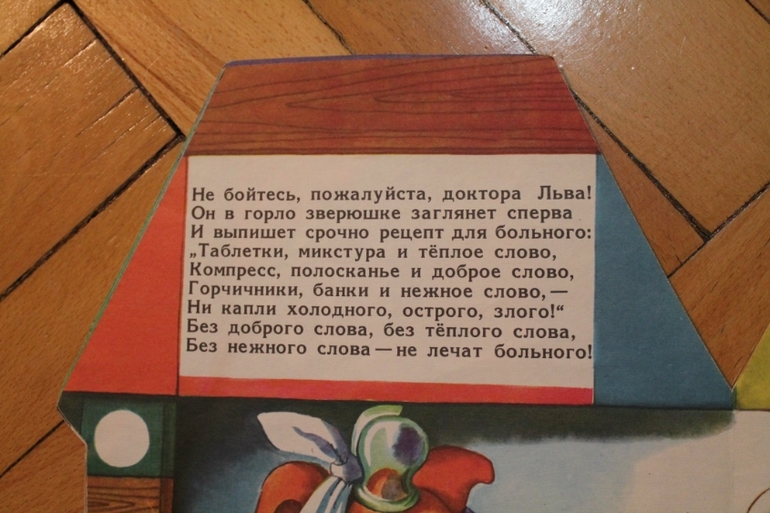 Не бойтесь, пожалуйста, доктора Льва!
Он в горло зверюшке заглянет сперва
И выпишет срочно рецепт для больного:
„Таблетки, микстура и тёплое слово,
Компресс, полосканье и доброе слово,
Горчичники, банки и нежное слово, —
Ни капли холодного, острого, злого!“
Без доброго слова, без тёплого слова,
Без нежного слова — не лечат больного!